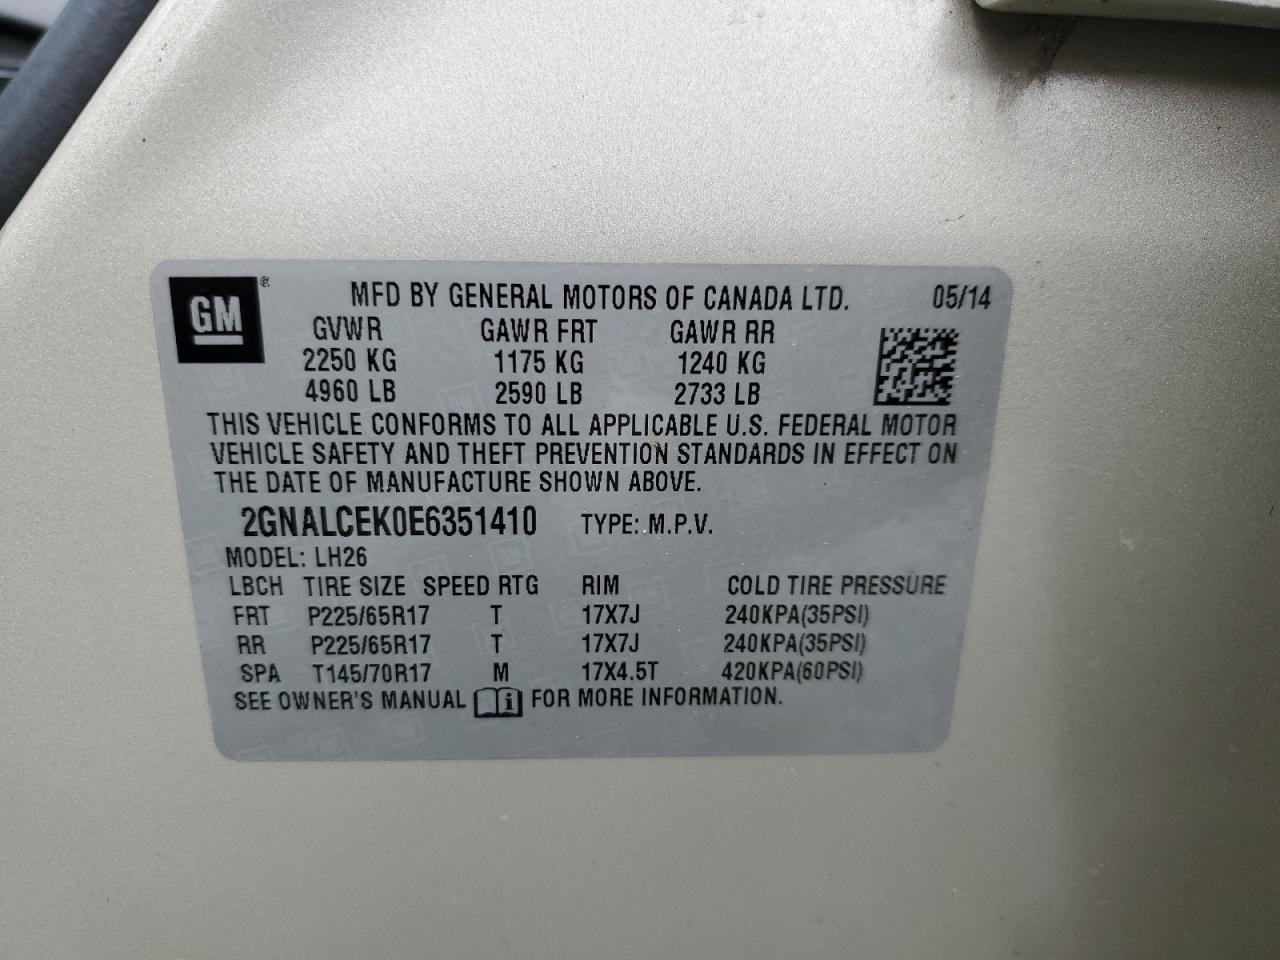 GM ®
MFD BY GENERAL MOTORS OF CANADA LTD. 05/14
GVWR GAWR FRT GAWR RR
2250 KG 1175 KG 1240 KG
4960 LB 2590 LB 2733 LB
THIS VEHICLE CONFORMS TO ALL APPLICABLE U.S. FEDERAL MOTOR
VEHICLE SAFETY AND THEFT PREVENTION STANDARDS IN EFFECT ON
THE DATE OF MANUFACTURE SHOWN ABOVE.
2GNALCEK0E6351410 TYPE: M.P.V.
MODEL: LH26
LBCH TIRE SIZE SPEED RTG RIM COLD TIRE PRESSURE
FRT P225/65R17 T 17X7J 240KPA(35PSI)
RR P225/65R17 T 17X7J 240KPA(35PSI)
SPA T145/70R17 M 17X4.5T 420KPA(60PSI)
SEE OWNER'S MANUAL i FOR MORE INFORMATION.